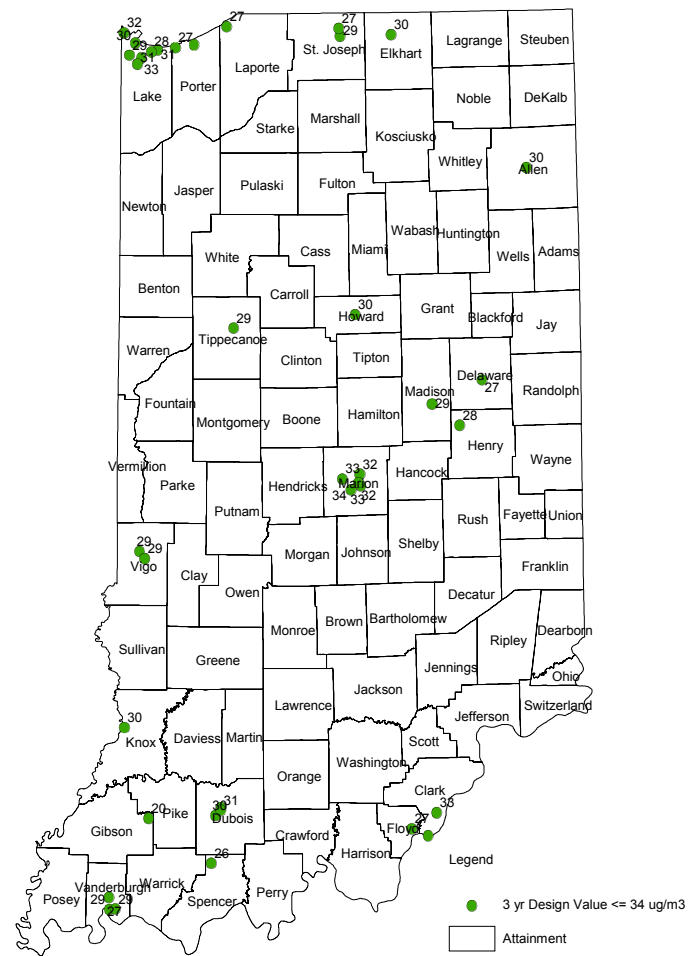 32
27
27
30
30
27
28
29
29
31
31
33
St. Joseph
Elkhart
Lagrange
Steuben
Laporte
Porter
Lake
Noble
DeKalb
Marshall
Starke
Kosciusko
Whitley
30
Allen
Jasper
Pulaski
Fulton
Newton
Wabash
Huntington
Miami
Cass
White
Wells
Adams
Benton
Carroll
30
Howard
Grant
Blackford
Jay
29
Tippecanoe
Warren
Clinton
Tipton
Delaware
27
Madison
29
Randolph
Fountain
Montgomery
Boone
Hamilton
28
Henry
Wayne
Vermilion
Parke
Hendricks
33
32
Marion
34
33
32
Hancock
Putnam
Rush
Fayette
Union
29
29
Vigo
Morgan
Johnson
Shelby
Franklin
Clay
Owen
Decatur
Monroe
Brown
Bartholomew
Dearborn
Ripley
Sullivan
Greene
Jennings
Ohio
Jackson
Lawrence
Switzerland
Jefferson
30
Knox
Daviess
Martin
Scott
Washington
Orange
Clark
33
20
Pike
30
31
Dubois
Gibson
Crawford
Floyd
27
Harrison
26
Legend
Vanderburgh
Warrick
Perry
Posey
29
29
27
Spencer
3 yr Design Value <= 34 ug/m3
Attainment